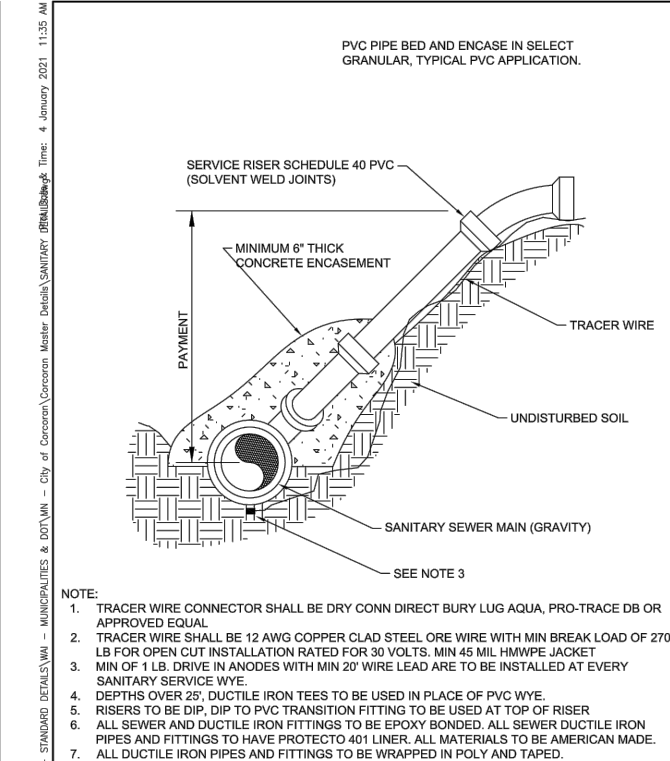 PVC PIPE BED AND ENCASE IN SELECT
GRANULAR, TYPICAL PVC APPLICATION.
SERVICE RISER SCHEDULE 40 PVC
(SOLVENT WELD JOINTS)
MINIMUM 6" THICK
CONCRETE ENCASEMENT
PAYMENT
TRACER WIRE
UNDISTURBED SOIL
SANITARY SEWER MAIN (GRAVITY)
SEE NOTE 3
NOTE:
1. TRACER WIRE CONNECTOR SHALL BE DRY CONN DIRECT BURY LUG AQUA, PRO-TRACE DB OR
APPROVED EQUAL
2. TRACER WIRE SHALL BE 12 AWG COPPER CLAD STEEL ORE WIRE WITH MIN BREAK LOAD OF 270
LB FOR OPEN CUT INSTALLATION RATED FOR 30 VOLTS. MIN 45 MIL HMWPE JACKET
3. MIN OF 1 LB. DRIVE IN ANODES WITH MIN 20' WIRE LEAD ARE TO BE INSTALLED AT EVERY
SANITARY SERVICE WYE.
4. DEPTHS OVER 25', DUCTILE IRON TEES TO BE USED IN PLACE OF PVC WYE.
5. RISERS TO BE DIP, DIP TO PVC TRANSITION FITTING TO BE USED AT TOP OF RISER
6. ALL SEWER AND DUCTILE IRON FITTINGS TO BE EPOXY BONDED. ALL SEWER DUCTILE IRON
PIPES AND FITTINGS TO HAVE PROTECTO 401 LINER. ALL MATERIALS TO BE AMERICAN MADE.
7. ALL DUCTILE IRON PIPES AND FITTINGS TO BE WRAPPED IN POLY AND TAPED.
STANDARD DETAILS\WAI - MUNICIPALITIES & DOT\MN - City of Corcoran\Corcoran Master Details\SANITARY & Time: 4 January 2021 11:35 AM